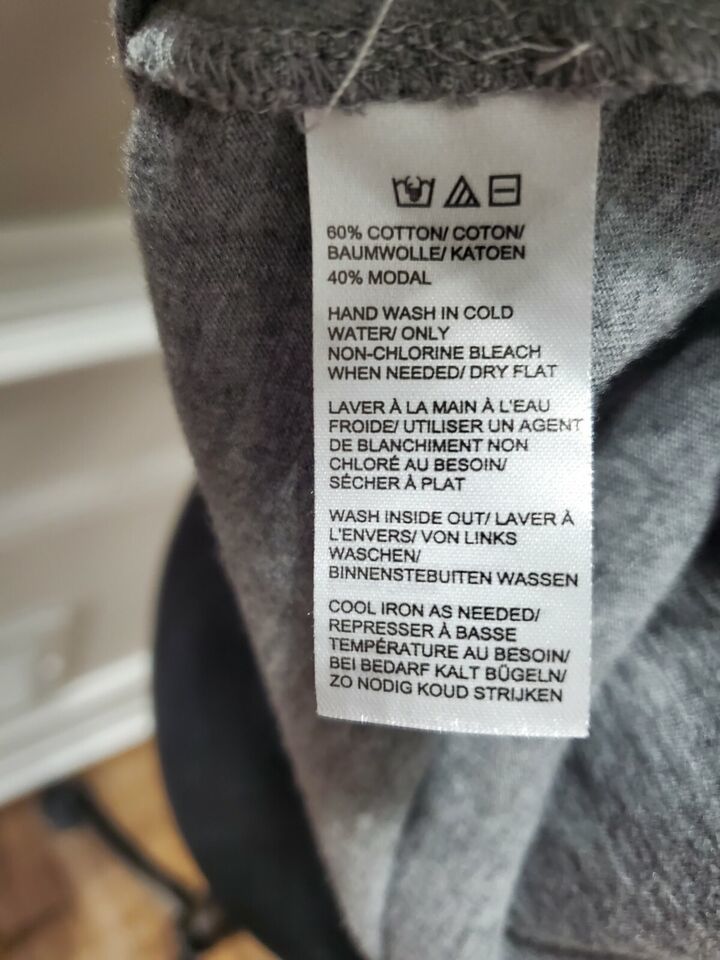 60% COTTON/ COTON/
BAUMWOLLE/ KATOEN
40% MODAL
HAND WASH IN COLD
WATER/ ONLY
NON-CHLORINE BLEACH
WHEN NEEDED/ DRY FLAT
LAVER À LA MAIN À L'EAU
FROIDE/ UTILISER UN AGENT
DE BLANCHIMENT NON
CHLORÉ AU BESOIN/
SÉCHER À PLAT
WASH INSIDE OUT/ LAVER À
L'ENVERS/ VON LINKS
WASCHEN/
BINNENSTEBUITEN WASSEN
COOL IRON AS NEEDED/
REPRESSER À BASSE
TEMPÉRATURE AU BESOIN/
BEI BEDARF KALT BÜGELN/
ZO NODIG KOUD STRIJKEN